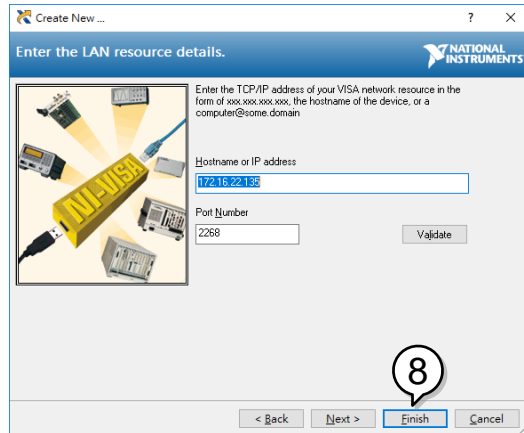 Create New ...
?
Enter the LAN resource details.
NATIONAL
INSTRUMENTS
Enter the TCP/IP address of your VISA network resource in the
form of xxx.xxx.xxx.xxx, the hostname of the device, or a
computer@some.domain
NI-VISA
Hostname or IP address
172.16.22.135
Port Number
2268
Validate
8
< Back
Next >
Finish
Cancel